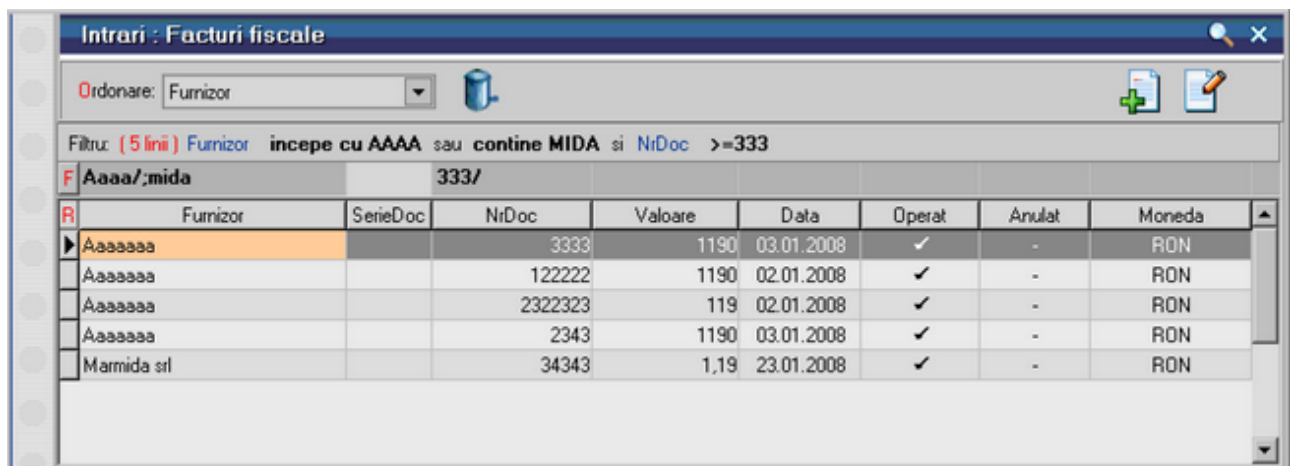 Intrari : Facturi fiscale
Ordonare: Furnizor
Filtru: ( 5 linii ) Furnizor incepe cu AAAA sau contine MIDA si NrDoc >=333
F Aaaa/;mida 333/
R Furnizor SerieDoc NrDoc Valoare Data Operat Anulat Moneda
Aaaaaaa 3333 1190 03.01.2008 ✓ - RON
Aaaaaaa 122222 1190 02.01.2008 ✓ - RON
Aaaaaaa 2322323 119 02.01.2008 ✓ - RON
Aaaaaaa 2343 1190 03.01.2008 ✓ - RON
Marmida srl 34343 1,19 23.01.2008 ✓ - RON